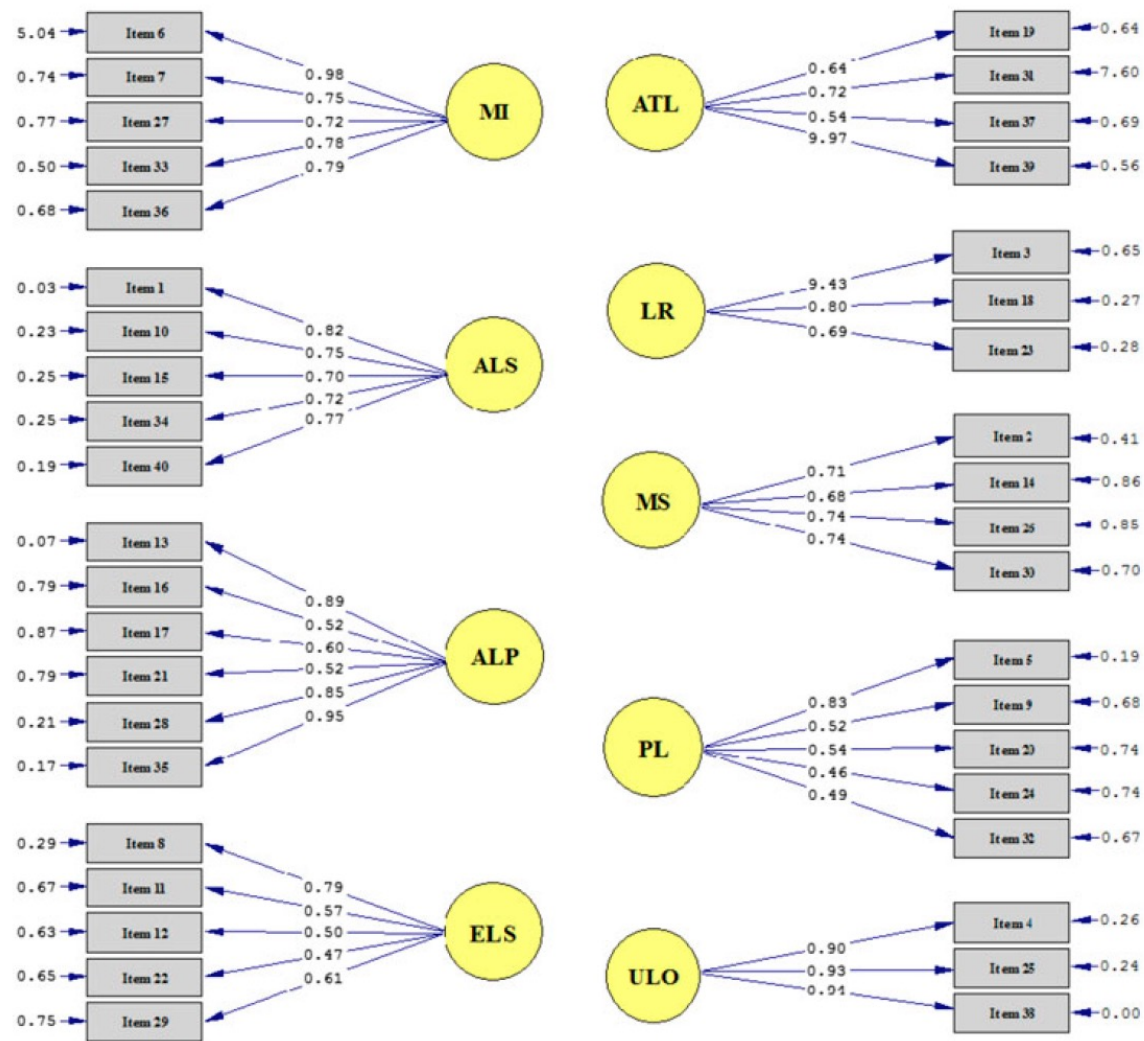 5.04 Item 6 0.98
0.74 Item 7 0.75
0.77 Item 27 0.72
0.50 Item 33 0.78
0.68 Item 36 0.79
MI
0.03 Item 1 0.82
0.23 Item 10 0.75
0.25 Item 15 0.70
0.25 Item 34 0.72
0.19 Item 40 0.77
ALS
0.07 Item 13 0.89
0.79 Item 16 0.52
0.87 Item 17 0.60
0.79 Item 21 0.52
0.21 Item 28 0.85
0.17 Item 35 0.95
ALP
0.29 Item 8 0.79
0.67 Item 11 0.57
0.63 Item 12 0.50
0.65 Item 22 0.47
0.75 Item 29 0.61
ELS
ATL
0.64 Item 19 0.64
0.72 Item 31 7.60
0.54 Item 37 0.69
9.97 Item 39 0.56
LR
9.43 Item 3 0.65
0.80 Item 18 0.27
0.69 Item 23 0.28
MS
0.71 Item 2 0.41
0.68 Item 14 0.86
0.74 Item 26 0.85
0.74 Item 30 0.70
PL
0.83 Item 5 0.19
0.52 Item 9 0.68
0.54 Item 20 0.74
0.46 Item 24 0.74
0.49 Item 32 0.67
ULO
0.90 Item 4 0.26
0.93 Item 25 0.24
Item 38 0.00